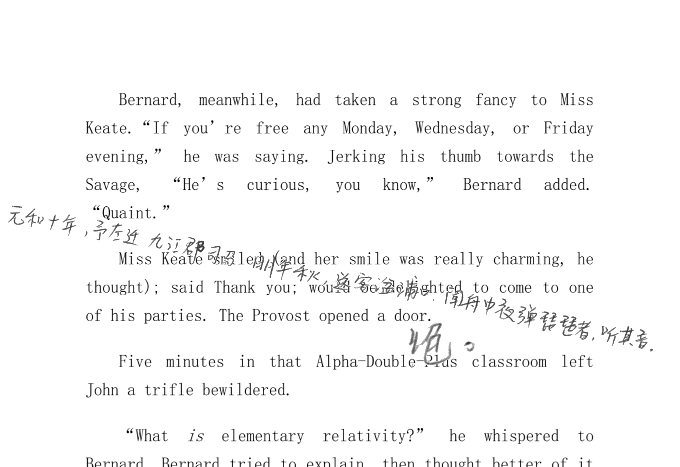 Bernard, meanwhile, had taken a strong fancy to Miss
Keate. “If you’re free any Monday, Wednesday, or Friday
evening,” he was saying. Jerking his thumb towards the
Savage, “He’s curious, you know,” Bernard added.
“Quaint.”
元和十年，予左迁九江郡司马。明年秋，送客湓浦口，闻舟中夜弹琵琶者，听其音，
Miss Keate smiled (and her smile was really charming, he
thought); said Thank you; would be delighted to come to one
of his parties. The Provost opened a door.
Five minutes in that Alpha-Double-Plus classroom left
John a trifle bewildered.
“What is elementary relativity?” he whispered to
Bernard. Bernard tried to explain, then thought better of it